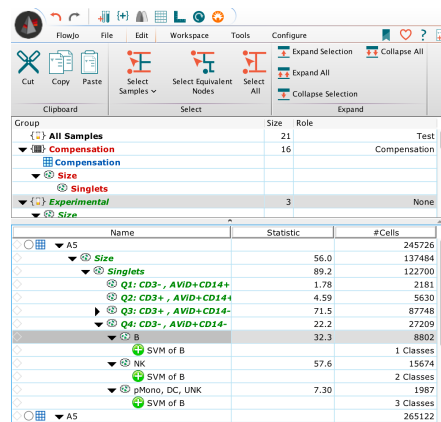 FlowJo File Edit Workspace Tools Configure
Cut Copy Paste Select Samples Select Equivalent Nodes Select All Expand Selection Collapse All
Expand All
Collapse Selection
Clipboard Select Expand
Group Size Role
{ } All Samples 21 Test
Compensation 16 Compensation
Compensation
Size
Singlets
{ } Experimental 3 None
Size
Name Statistic #Cells
A5 245726
Size 56.0 137484
Singlets 89.2 122700
Q1: CD3- , AViD+CD14+ 1.78 2181
Q2: CD3+ , AViD+CD14+ 4.59 5630
Q3: CD3+ , AViD+CD14- 71.5 87748
Q4: CD3- , AViD+CD14- 22.2 27209
B 32.3 8802
SVM of B 1 Classes
NK 57.6 15674
SVM of B 2 Classes
pMono, DC, UNK 7.30 1987
SVM of B 3 Classes
A5 265122